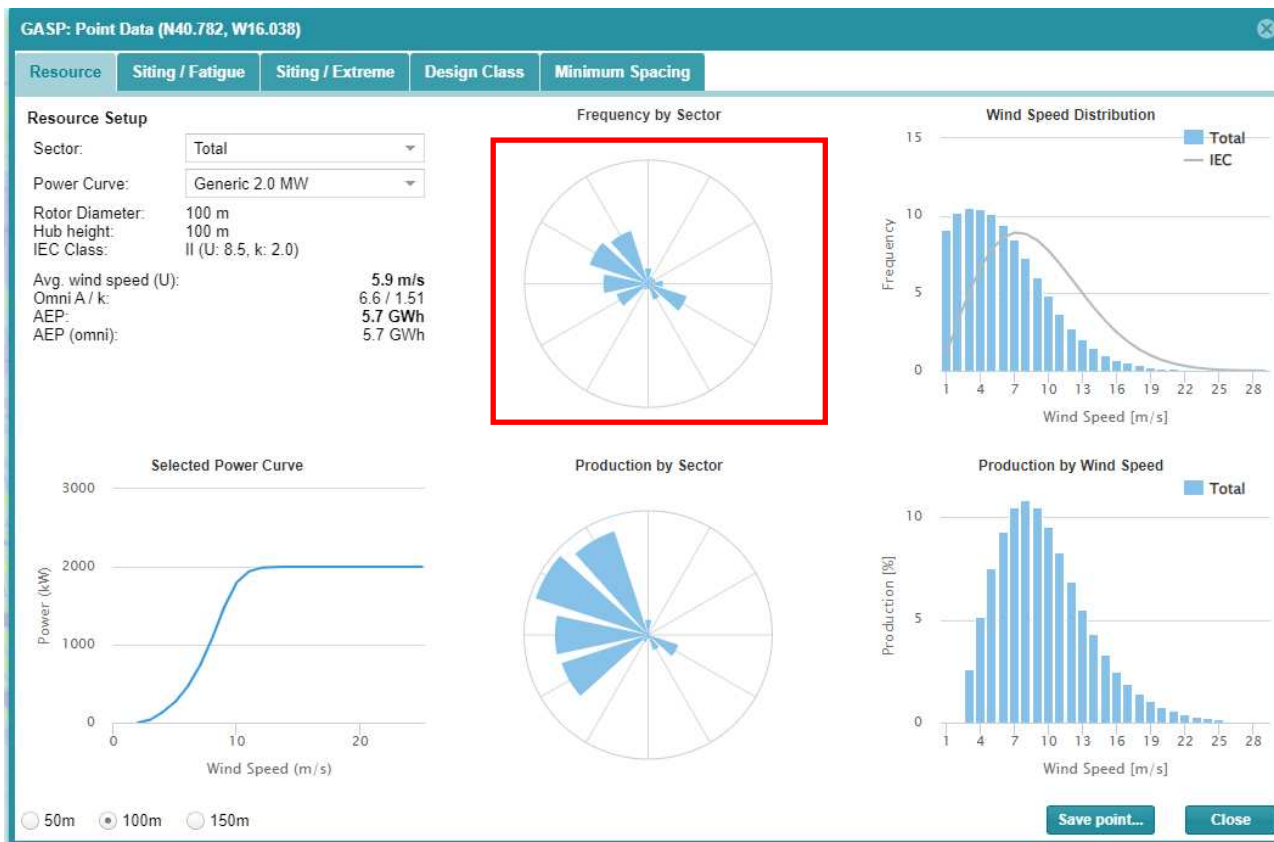 GASP: Point Data (N40.782, W16.038)
Resource
Siting / Fatigue
Siting / Extreme
Design Class
Minimum Spacing
Resource Setup
Sector: Total
Power Curve: Generic 2.0 MW
Rotor Diameter: 100 m
Hub height: 100 m
IEC Class: II (U: 8.5, k: 2.0)
Avg. wind speed (U): 5.9 m/s
Omni A / k: 6.6 / 1.51
AEP: 5.7 GWh
AEP (omni): 5.7 GWh
Frequency by Sector
Wind Speed Distribution
Total
IEC
15
10
5
0
Frequency
1 4 7 10 13 16 19 22 25 28
Wind Speed [m/s]
Selected Power Curve
3000
2000
1000
0
Power (kW)
0 10 20
Wind Speed (m/s)
Production by Sector
Production by Wind Speed
Total
10
5
0
Production [%]
1 4 7 10 13 16 19 22 25 28
Wind Speed [m/s]
50m 100m 150m
Save point...
Close